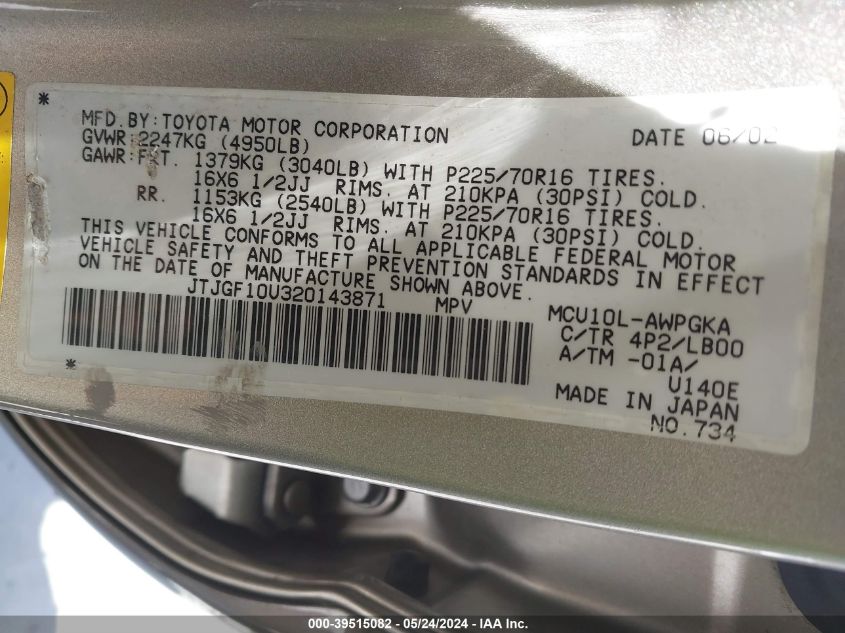 * MFD.BY:TOYOTA MOTOR CORPORATION DATE 06/02
GVWR:2247KG (4950LB)
GAWR:FRT. 1379KG (3040LB) WITH P225/70R16 TIRES.
16X6 1/2JJ RIMS. AT 210KPA (30PSI) COLD.
RR. 1153KG (2540LB) WITH P225/70R16 TIRES.
16X6 1/2JJ RIMS. AT 210KPA (30PSI) COLD.
THIS VEHICLE CONFORMS TO ALL APPLICABLE FEDERAL MOTOR
VEHICLE SAFETY AND THEFT PREVENTION STANDARDS IN EFFECT
ON THE DATE OF MANUFACTURE SHOWN ABOVE.
JTJGF10U320143871 MPV
MCU10L-AWPGKA
C/TR 4P2/LB00
A/TM -01A/
U140E
MADE IN JAPAN
*
NO.734
000-39515082 - 05/24/2024 - IAA Inc.